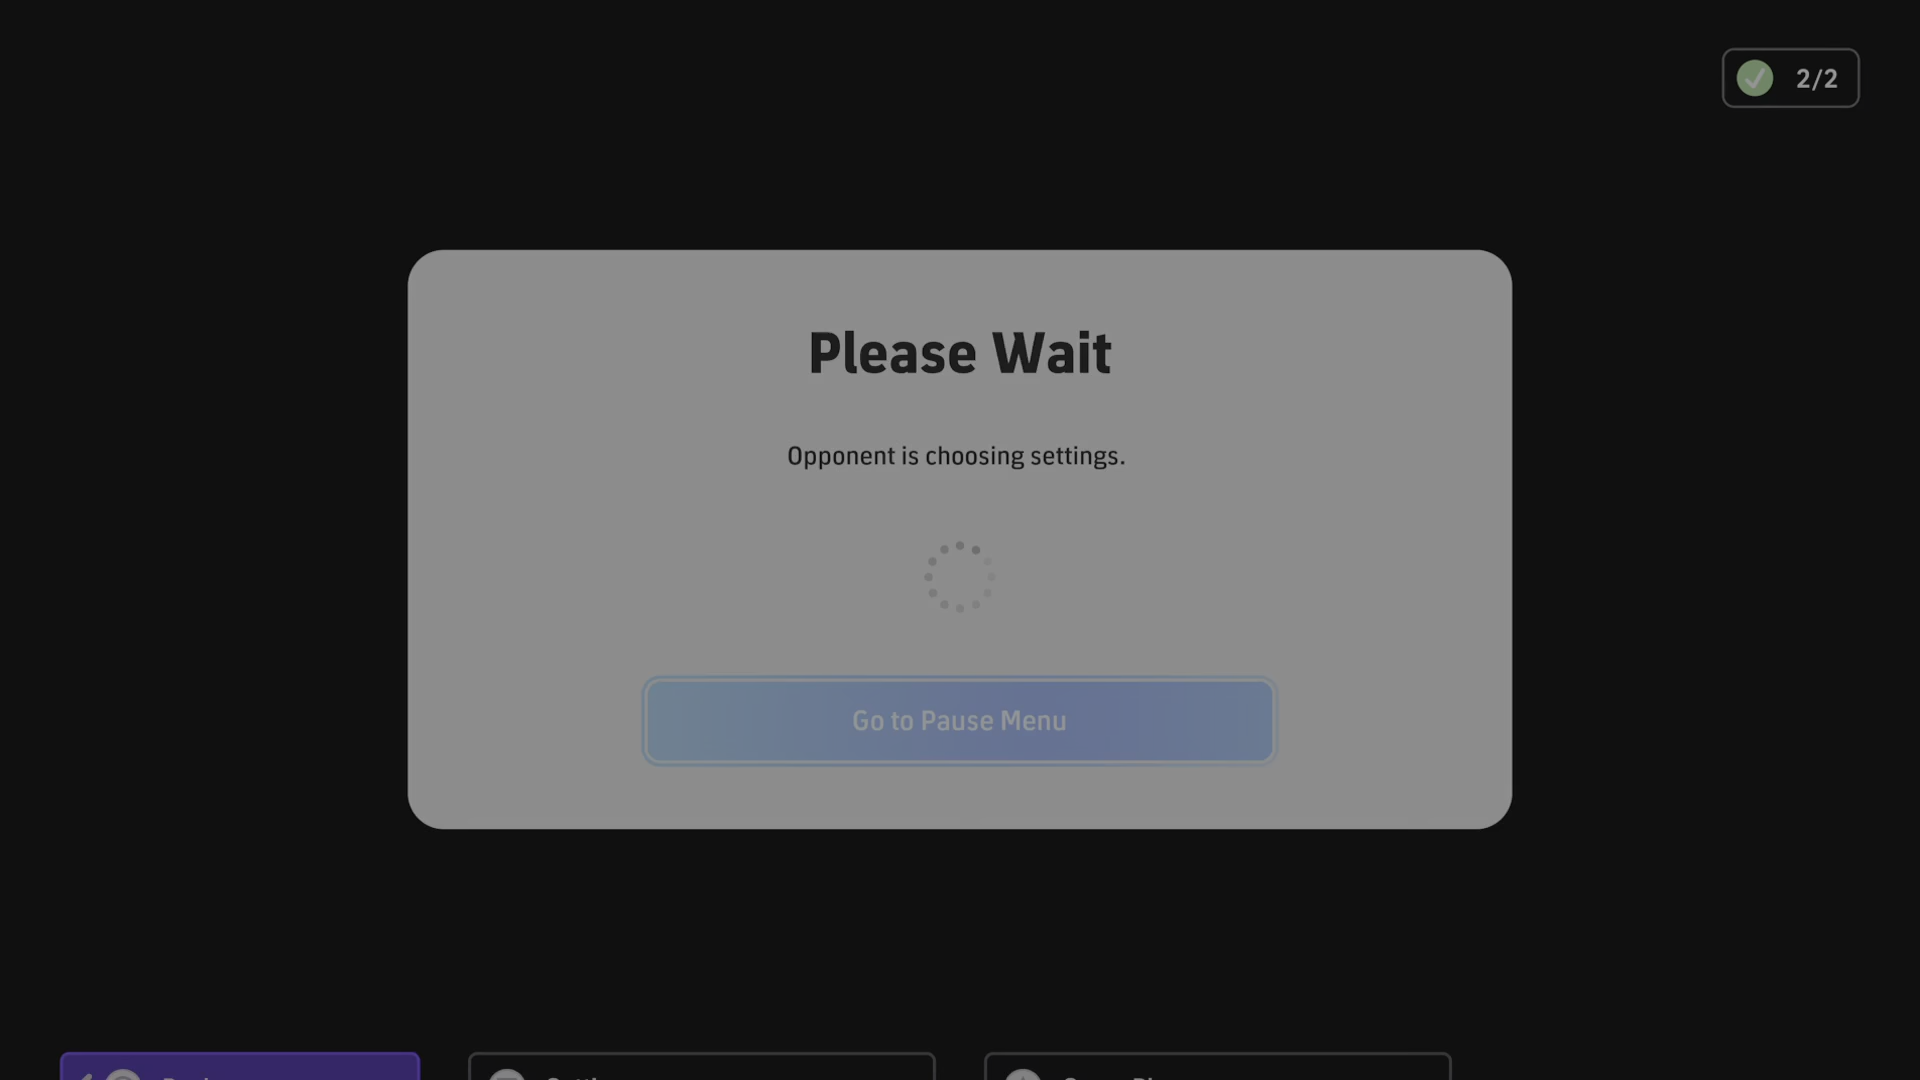 2/2
Please Wait
Opponent is choosing settings.
Go to Pause Menu